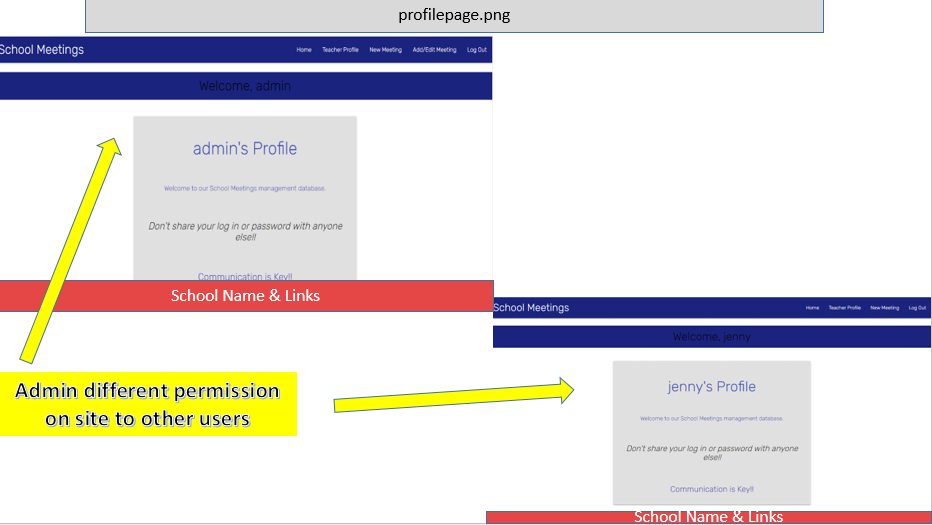 profilepage.png
School Meetings
Home Teacher Profile New Meeting Add/Edit Meeting Log Out
Welcome, admin
admin's Profile
Welcome to our School Meetings management database.
Don't share your log in or password with anyone
else!!
Communication is Key!!
School Name & Links
Admin different permission
on site to other users
School Meetings
Home Teacher Profile New Meeting Log Out
Welcome, jenny
jenny's Profile
Welcome to our School Meetings management database.
Don't share your log in or password with anyone
else!!
Communication is Key!!
School Name & Links